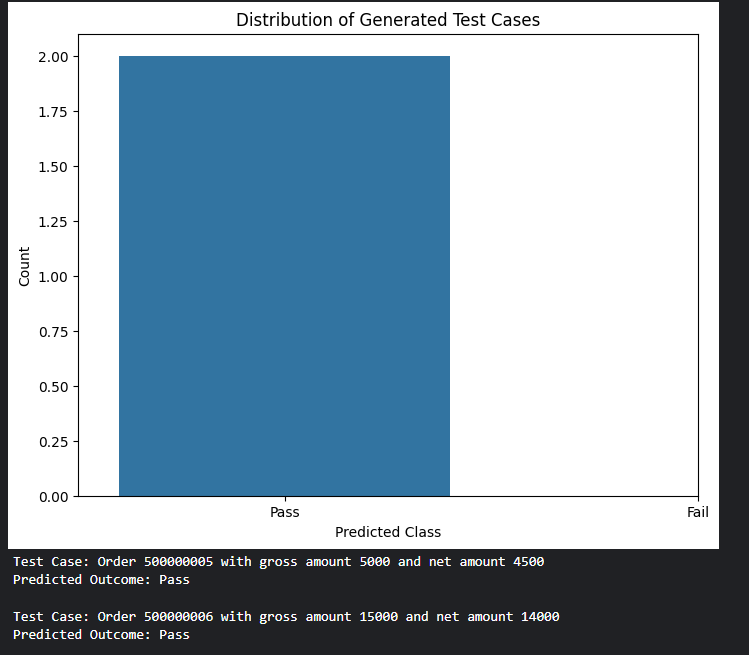 Distribution of Generated Test Cases
2.00
1.75
1.50
1.25
1.00
0.75
0.50
0.25
0.00
Count
Pass Fail
Predicted Class
Test Case: Order 500000005 with gross amount 5000 and net amount 4500
Predicted Outcome: Pass
Test Case: Order 500000006 with gross amount 15000 and net amount 14000
Predicted Outcome: Pass